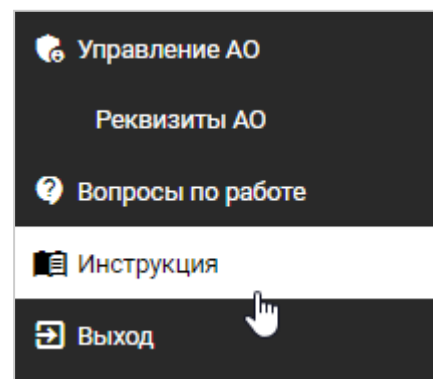 Управление АО
Реквизиты АО
Вопросы по работе
Инструкция
Выход